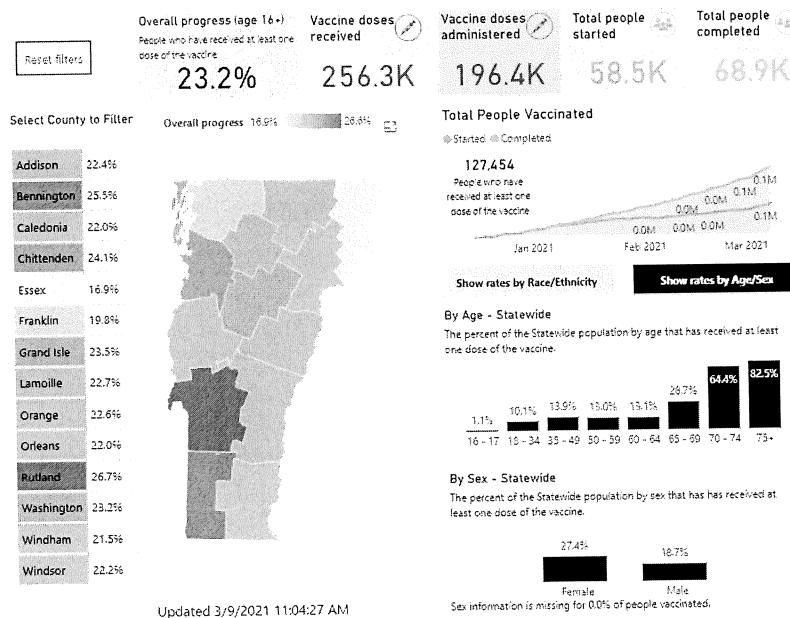 Reset filters
Overall progress (age 16+)
People who have received at least one
dose of the vaccine
23.2%
Vaccine doses
received
256.3K
Vaccine doses
administered
196.4K
Total people
started
58.5K
Total people
completed
68.9K
Select County to Filter
Overall progress 16.9% 26.6%
Addison 22.4%
Bennington 25.5%
Caledonia 22.0%
Chittenden 24.1%
Essex 16.9%
Franklin 19.8%
Grand Isle 23.5%
Lamoille 22.7%
Orange 22.6%
Orleans 22.0%
Rutland 26.7%
Washington 23.2%
Windham 21.5%
Windsor 22.2%
Updated 3/9/2021 11:04:27 AM
Total People Vaccinated
Started Completed
127,454
People who have
received at least one
dose of the vaccine
0.1M
0.1M
0.0M
0.0M
0.1M
0.0M 0.0M
Jan 2021 Feb 2021 Mar 2021
Show rates by Race/Ethnicity
Show rates by Age/Sex
By Age - Statewide
The percent of the Statewide population by age that has received at least
one dose of the vaccine.
1.1% 10.1% 13.9% 13.0% 13.1% 28.7% 64.4% 82.5%
16 - 17 18 - 34 35 - 49 50 - 59 60 - 64 65 - 69 70 - 74 75+
By Sex - Statewide
The percent of the Statewide population by sex that has has received at
least one dose of the vaccine.
27.4% 18.7%
Female Male
Sex information is missing for 0.0% of people vaccinated.